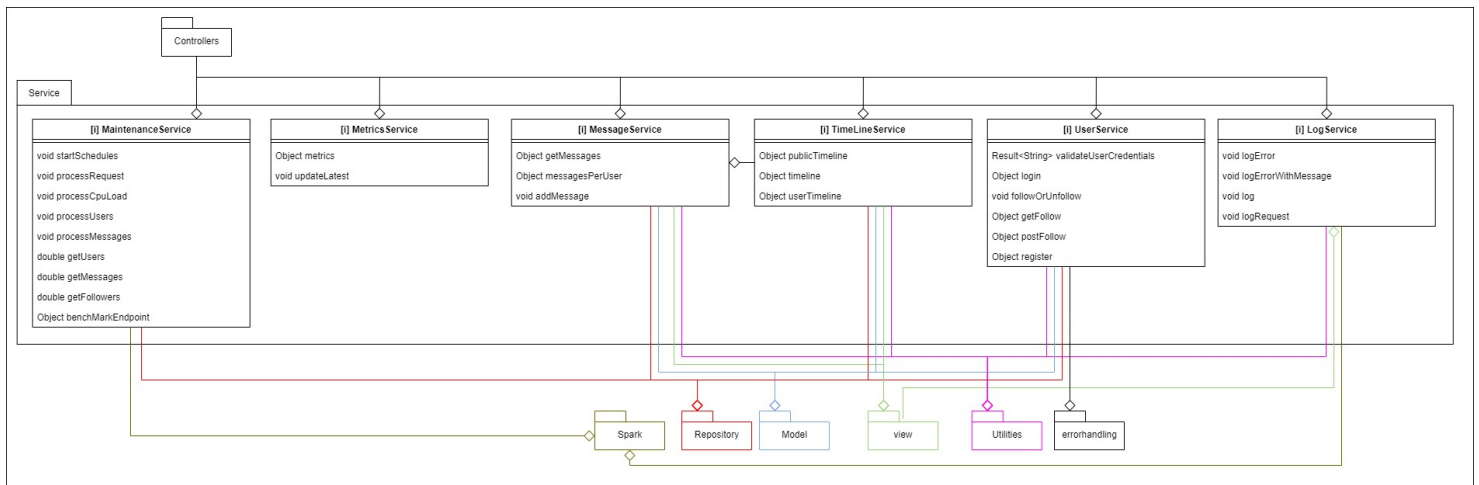 Controllers
Service
[i] MaintenanceService
void startSchedules
void processRequest
void processCpuLoad
void processUsers
void processMessages
double getUsers
double getMessages
double getFollowers
Object benchMarkEndpoint
[i] MetricsService
Object metrics
void updateLatest
[i] MessageService
Object getMessages
Object messagesPerUser
void addMessage
[i] TimeLineService
Object publicTimeline
Object timeline
Object userTimeline
[i] UserService
Result<String> validateUserCredentials
Object login
void followOrUnfollow
Object getFollow
Object postFollow
Object register
[i] LogService
void logError
void logErrorWithMessage
void log
void logRequest
Spark
Repository
Model
view
Utilities
errorhandling